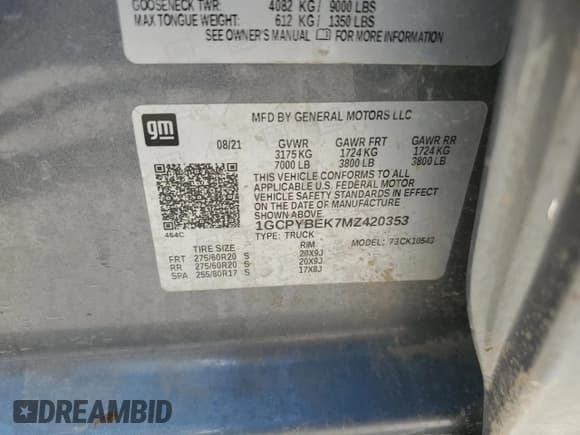 GOOSENECK TWR: 4082 KG / 9000 LBS
MAX TONGUE WEIGHT: 612 KG / 1350 LBS
SEE OWNER'S MANUAL FOR MORE INFORMATION
gm
MFD BY GENERAL MOTORS LLC
08/21 GVWR GAWR FRT GAWR RR
3175 KG 1724 KG 1724 KG
7000 LB 3800 LB 3800 LB
THIS VEHICLE CONFORMS TO ALL
APPLICABLE U.S. FEDERAL MOTOR
VEHICLE SAFETY STANDARDS IN EFFECT
ON THE DATE OF MANUFACTURE SHOWN ABOVE.
1GCPYBEK7MZ420353
464C
TYPE: TRUCK MODEL: 73CK10543
TIRE SIZE RIM
FRT 275/60R20 S 20X9J
RR 275/60R20 S 20X9J
SPA 255/80R17 S 17X8J
DREAMBID